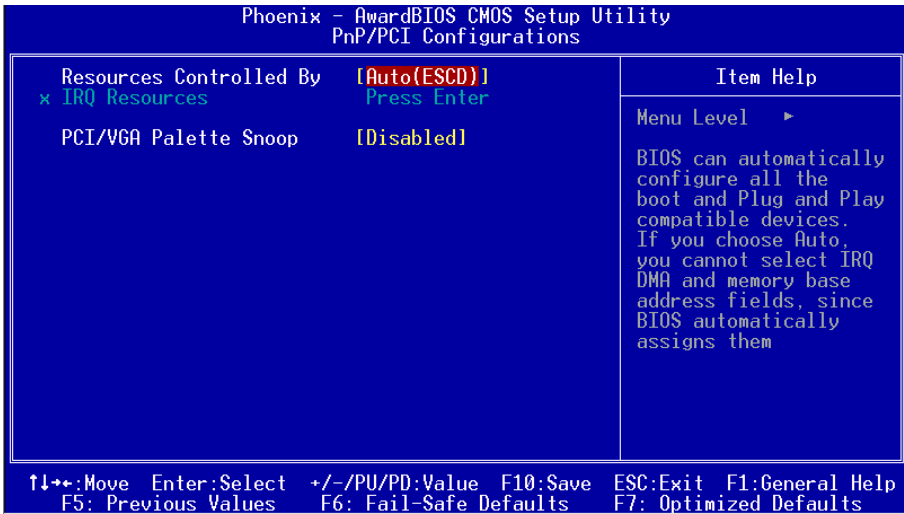 Phoenix - AwardBIOS CMOS Setup Utility
PnP/PCI Configurations
Resources Controlled By [Auto(ESCD)]
x IRQ Resources Press Enter
PCI/VGA Palette Snoop [Disabled]
Item Help
Menu Level ►
BIOS can automatically
configure all the
boot and Plug and Play
compatible devices.
If you choose Auto,
you cannot select IRQ
DMA and memory base
address fields, since
BIOS automatically
assigns them
↑↓→←:Move Enter:Select +/-/PU/PD:Value F10:Save ESC:Exit F1:General Help
F5: Previous Values F6: Fail-Safe Defaults F7: Optimized Defaults